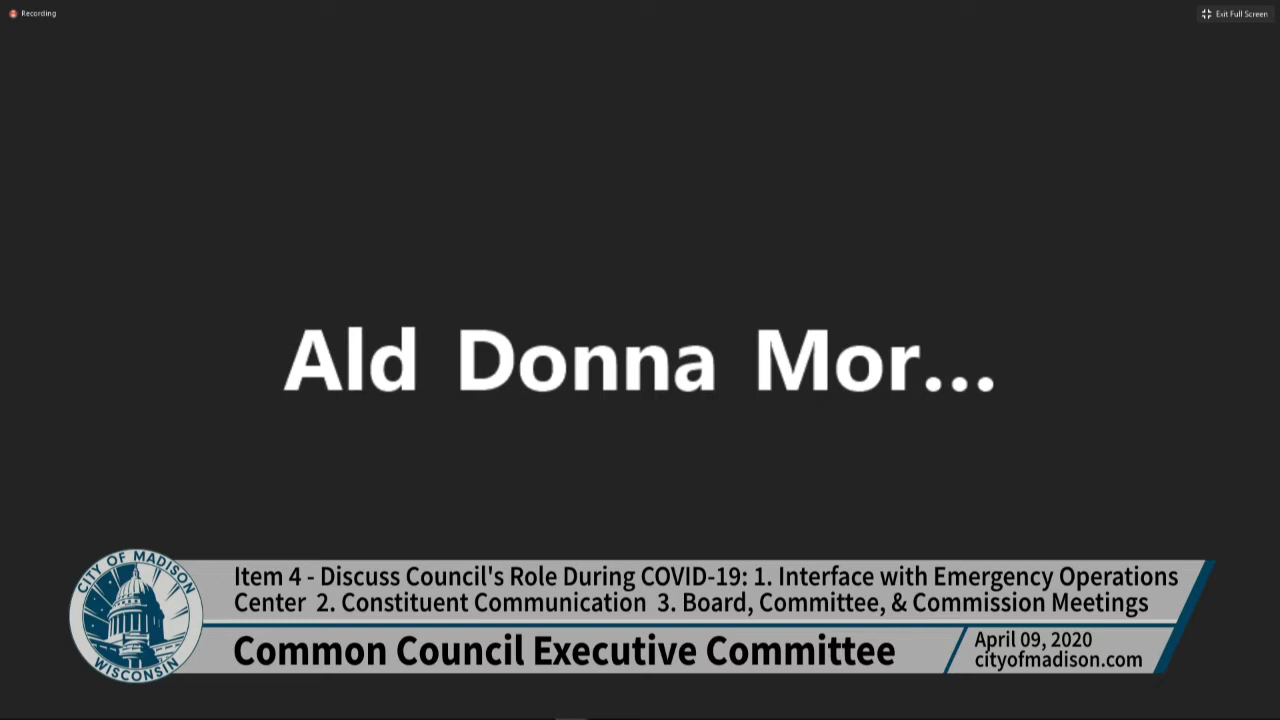 Recording
Exit Full Screen
Ald Donna Mor...
CITY OF MADISON
WISCONSIN
Item 4 - Discuss Council's Role During COVID-19: 1. Interface with Emergency Operations
Center 2. Constituent Communication 3. Board, Committee, & Commission Meetings
Common Council Executive Committee
April 09, 2020
cityofmadison.com